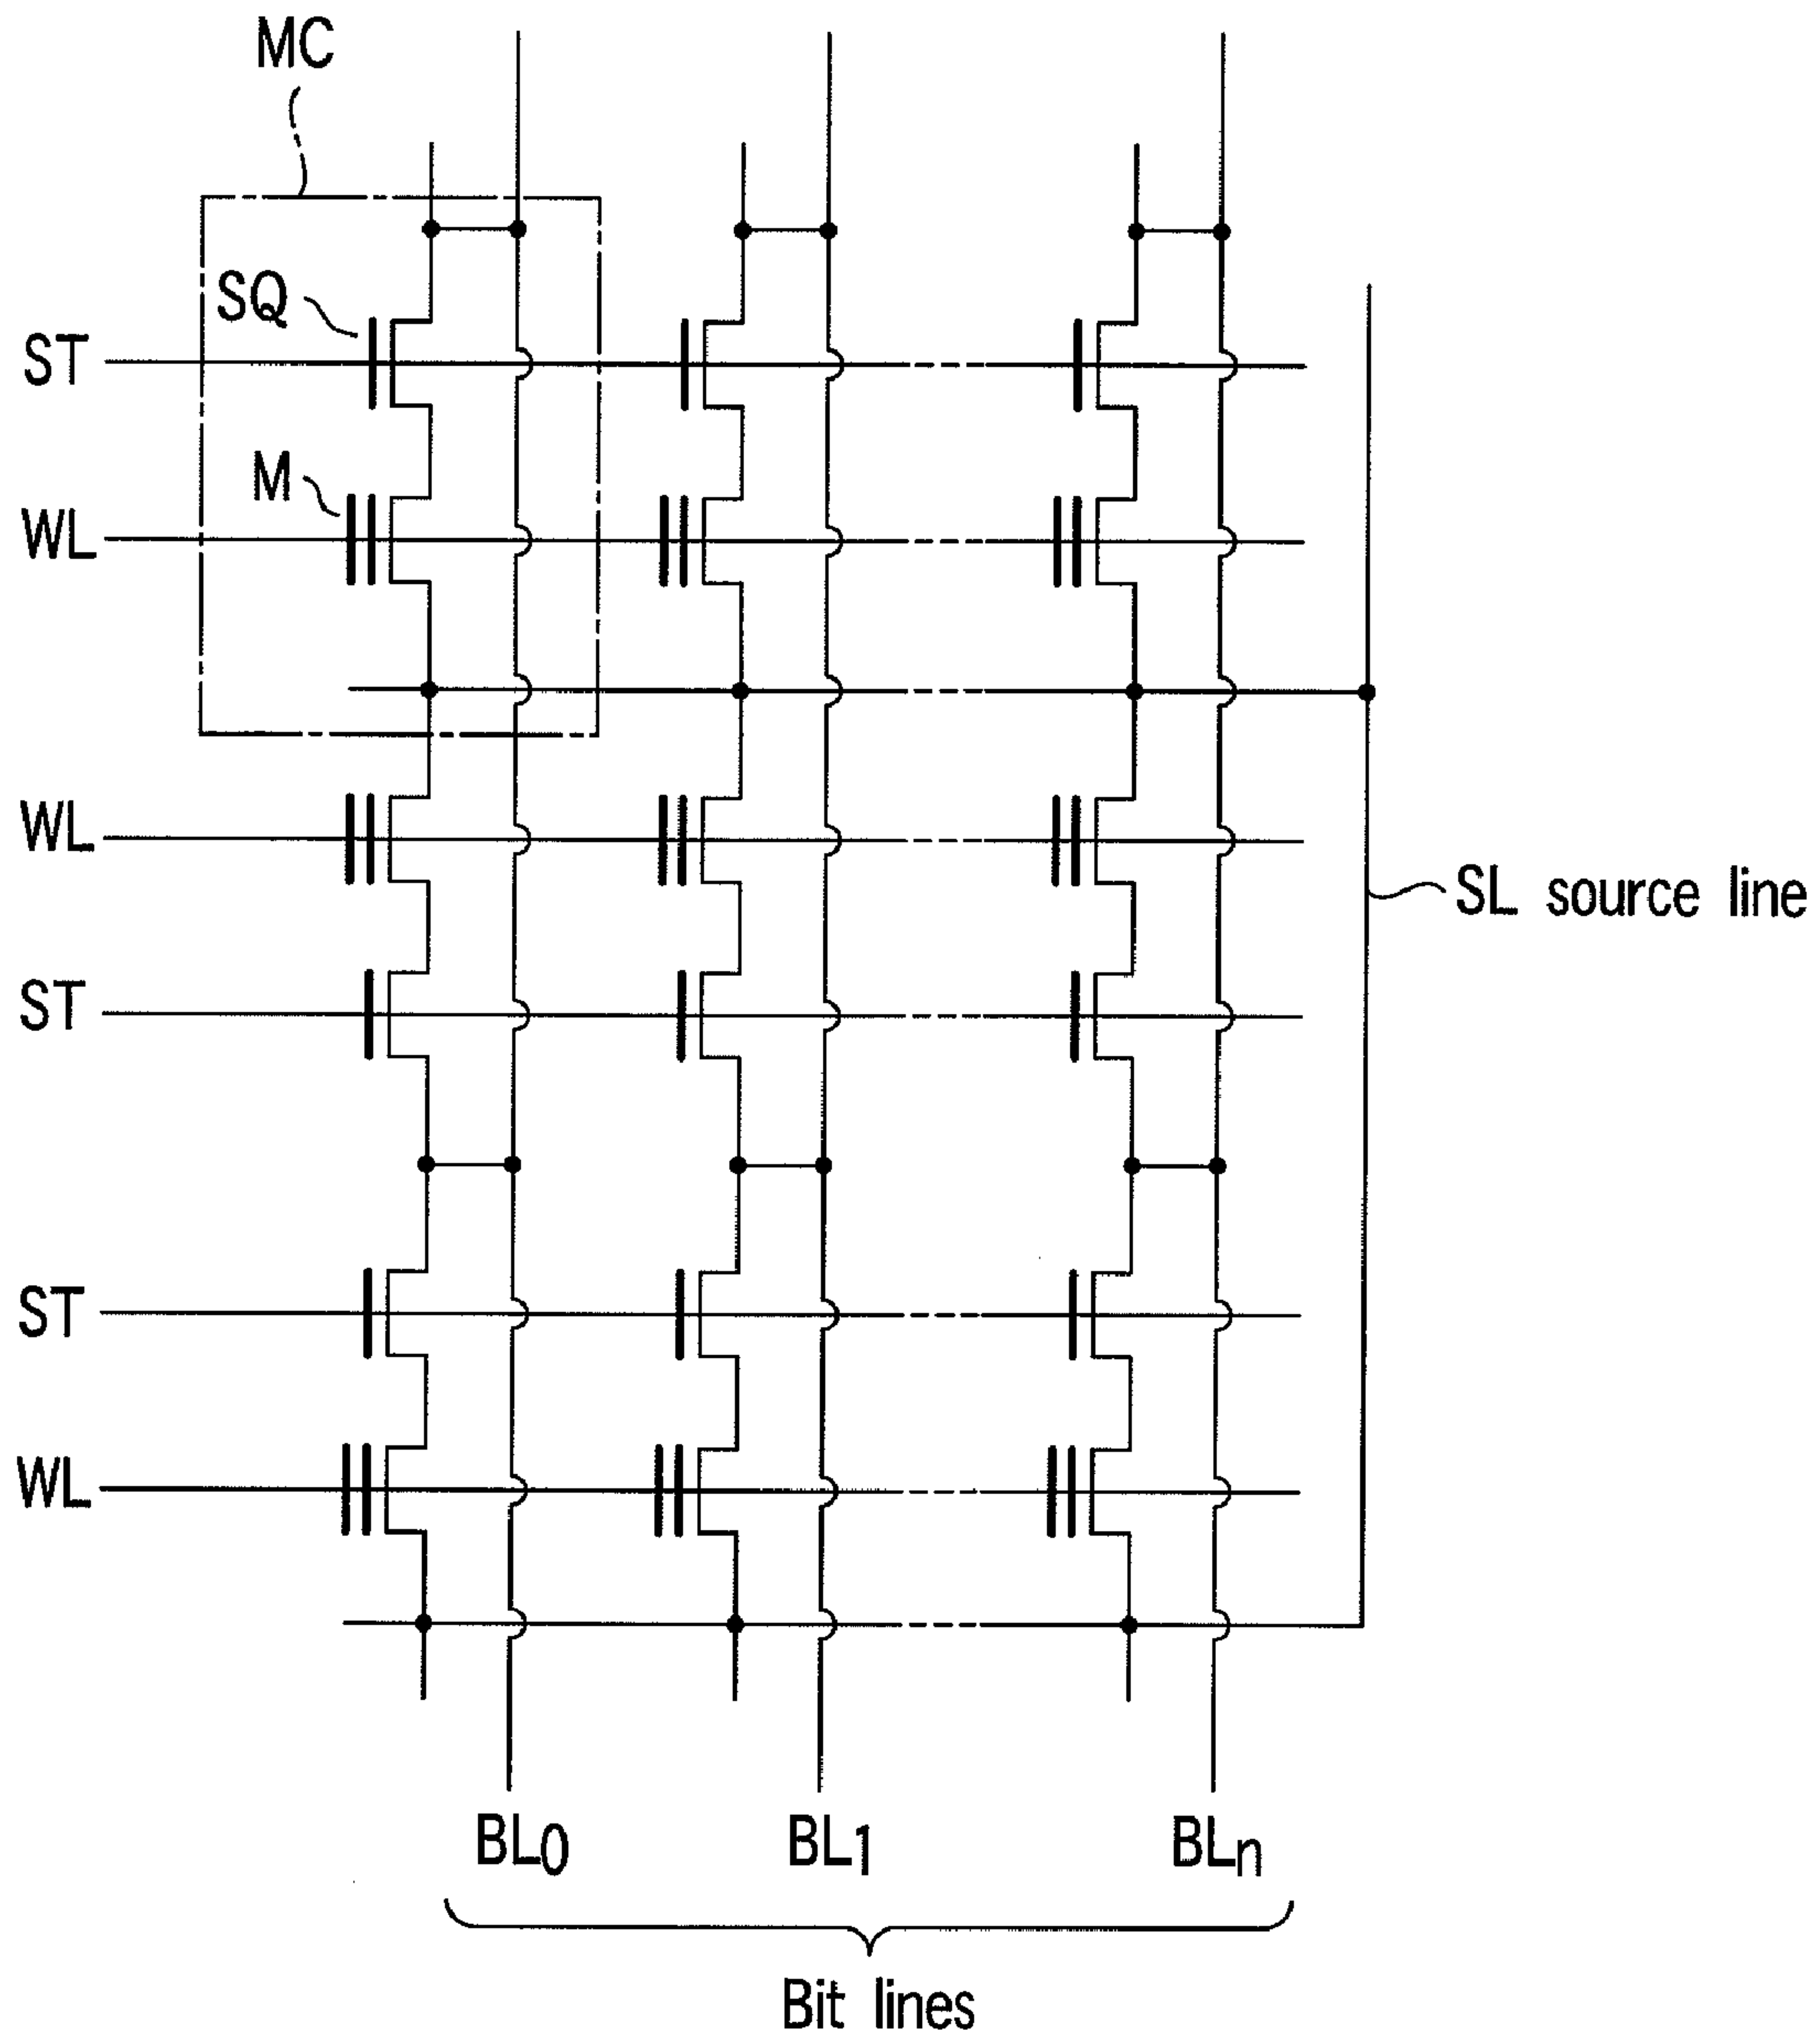 MC
SQ
ST
M
WL
WL
SL source line
ST
ST
WL
BL0
BL1
BLn
Bit lines